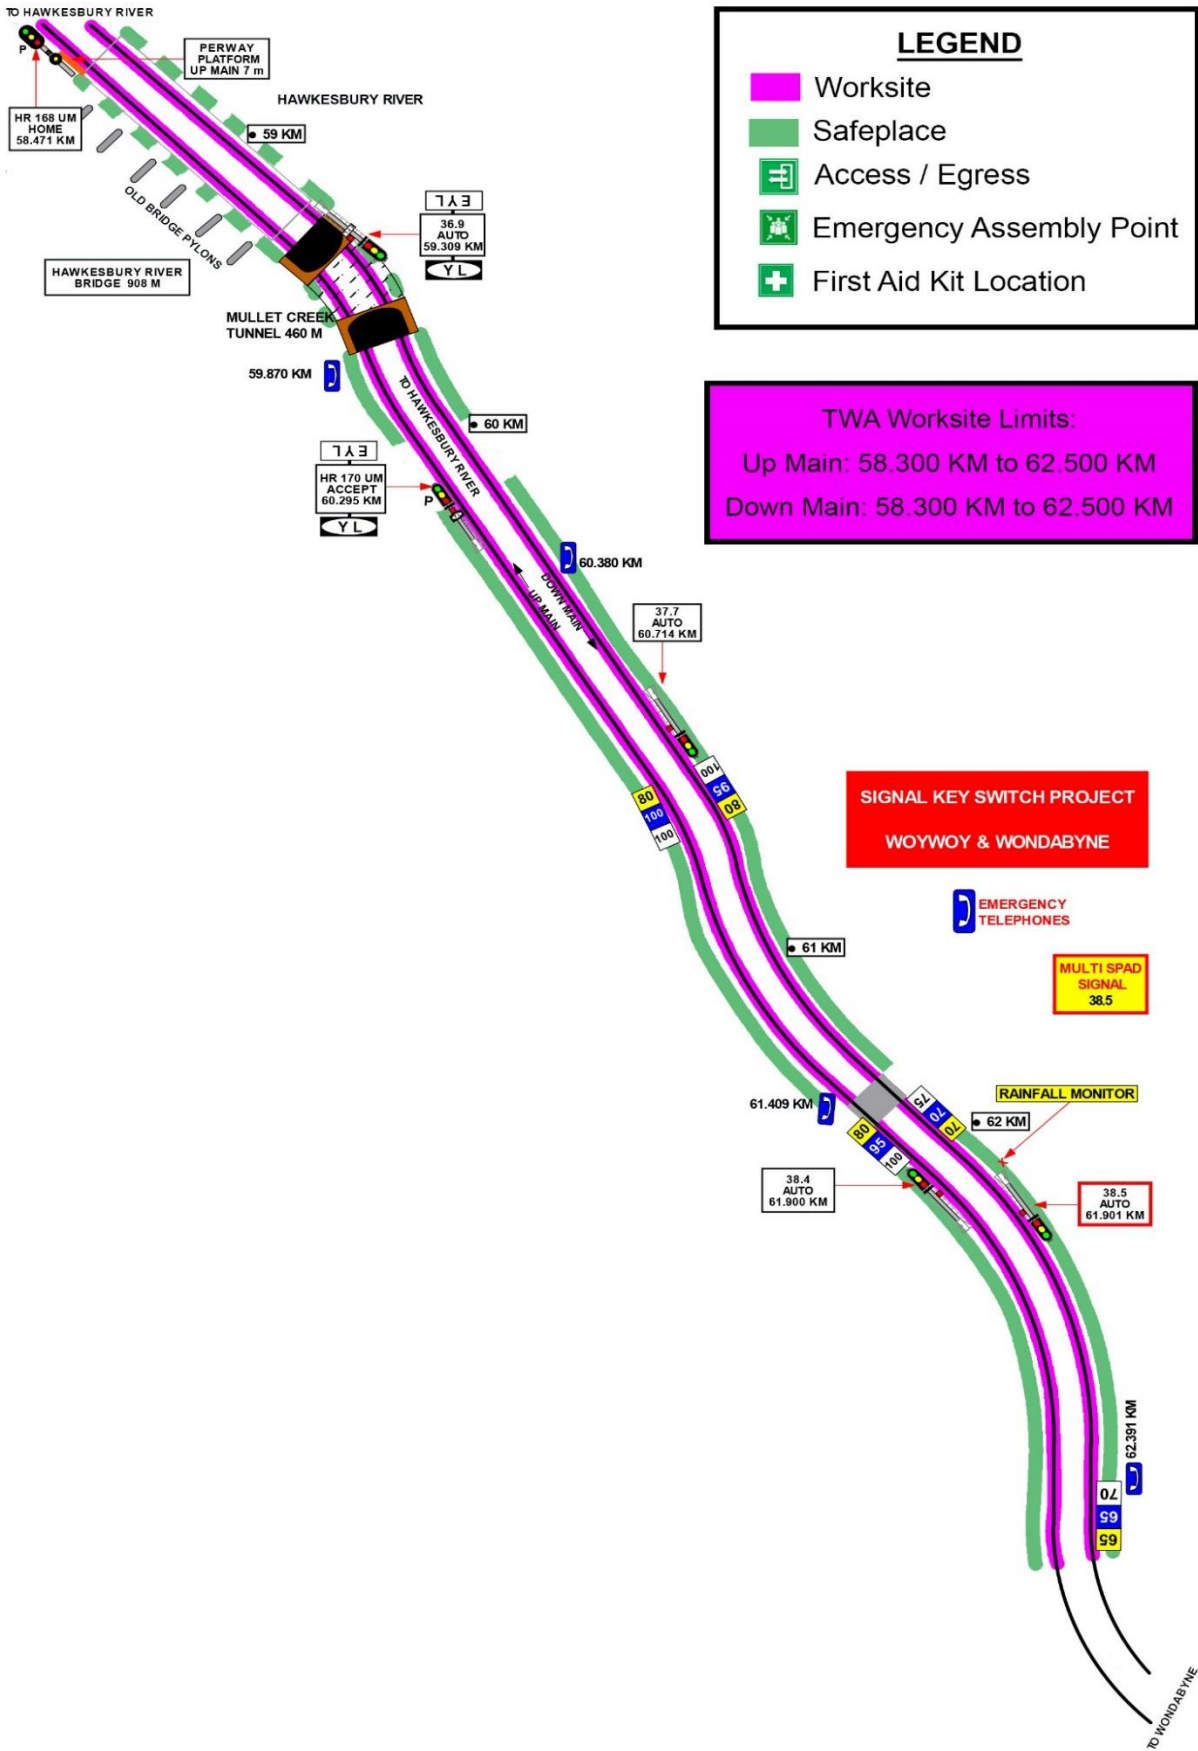 TO HAWKESBURY RIVER
P
PERWAY
PLATFORM
UP MAIN 7 m
HR 168 UM
HOME
58.471 KM
HAWKESBURY RIVER
59 KM
OLD BRIDGE PYLONS
HAWKESBURY RIVER
BRIDGE 908 M
EYL
36.9
AUTO
59.309 KM
YL
MULLET CREEK
TUNNEL 460 M
59.870 KM
TO HAWKESBURY RIVER
60 KM
EYL
HR 170 UM
ACCEPT
60.295 KM
YL
P
60.380 KM
UP MAIN
DOWN MAIN
37.7
AUTO
60.714 KM
100
95
80
80
100
100
61 KM
61.409 KM
75
70
70
62 KM
RAINFALL MONITOR
80
95
100
38.4
AUTO
61.900 KM
38.5
AUTO
61.901 KM
62.391 KM
70
65
65
TO WONDABYNE
LEGEND
Worksite
Safeplace
Access / Egress
Emergency Assembly Point
First Aid Kit Location
TWA Worksite Limits:
Up Main: 58.300 KM to 62.500 KM
Down Main: 58.300 KM to 62.500 KM
SIGNAL KEY SWITCH PROJECT
WOYWOY & WONDABYNE
EMERGENCY
TELEPHONES
MULTI SPAD
SIGNAL
38.5